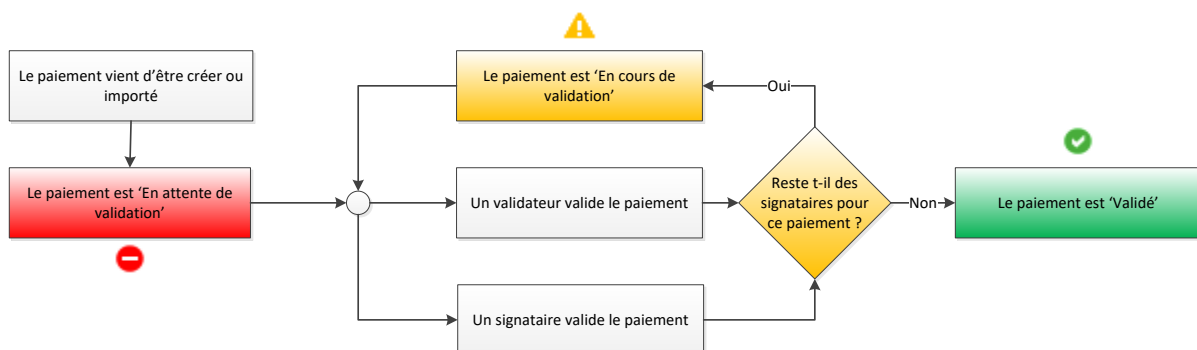 Le paiement vient d'être créer ou
importé
Le paiement est 'En attente de
validation'
Le paiement est 'En cours de
validation'
Oui
Un validateur valide le paiement
Un signataire valide le paiement
Reste t-il des
signataires pour
ce paiement ?
Non
Le paiement est 'Validé'